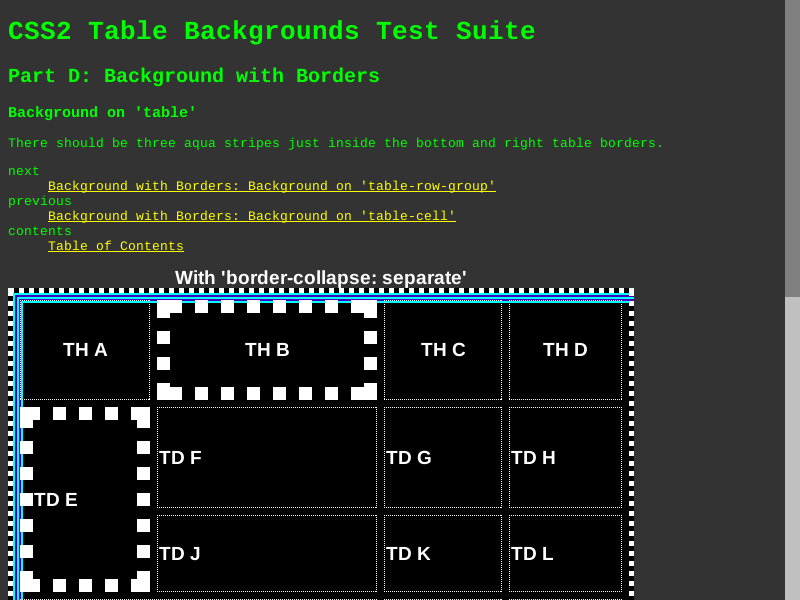 CSS2 Table Backgrounds Test Suite
Part D: Background with Borders
Background on 'table'
There should be three aqua stripes just inside the bottom and right table borders.
next
Background with Borders: Background on 'table-row-group'
previous
Background with Borders: Background on 'table-cell'
contents
Table of Contents
With 'border-collapse: separate'
TH A TH B TH C TH D
TD F TD G TD H
TD E
TD J TD K TD L